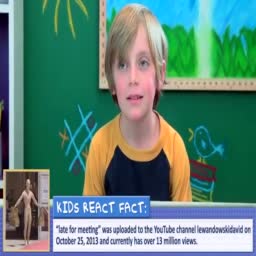 KIDS REACT FACT:
"late for meeting" was uploaded to the YouTube channel lewandowskidavid on
October 25, 2013 and currently has over 13 million views.